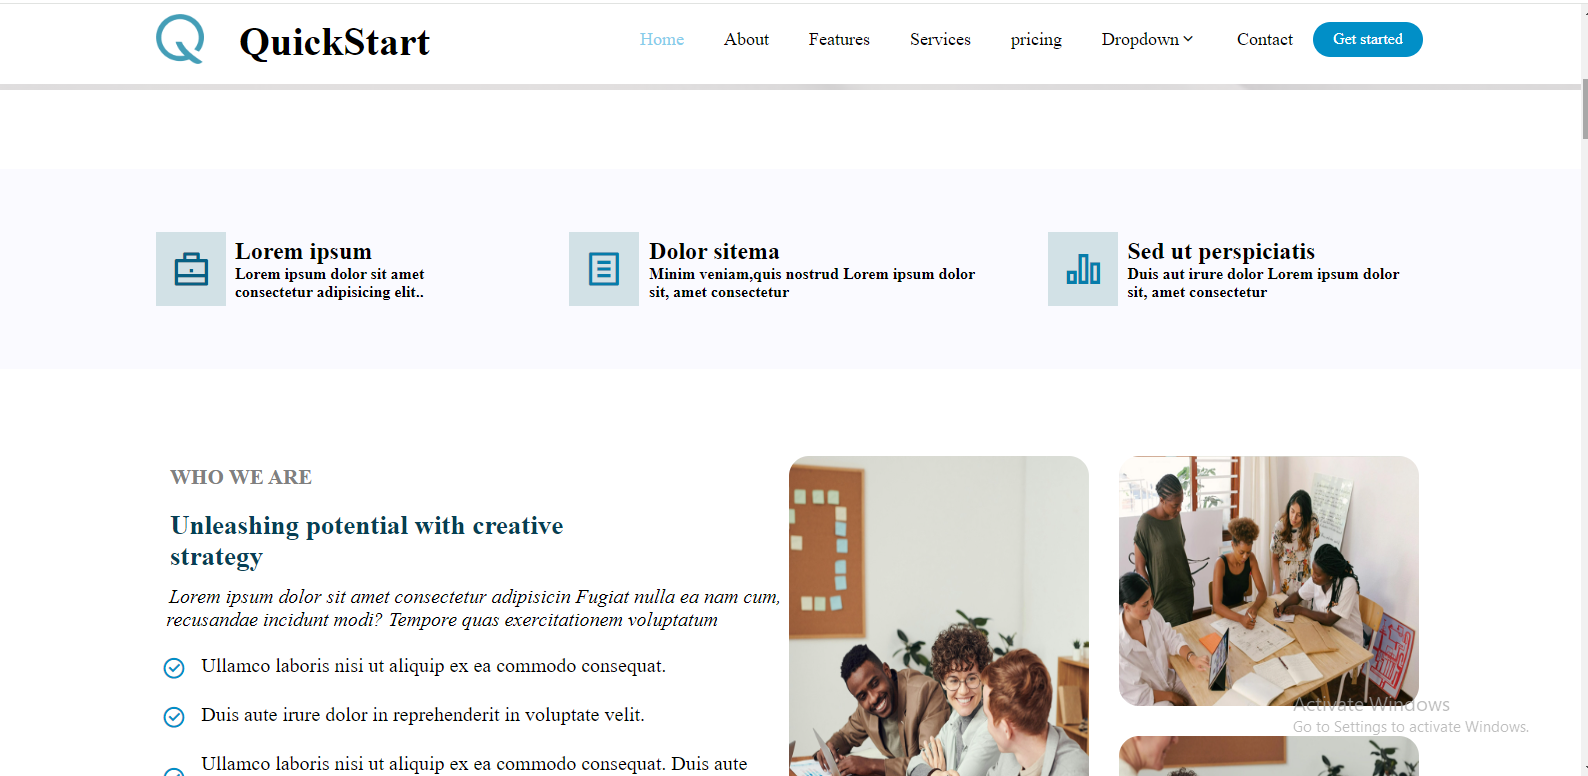 QuickStart
Home About Features Services pricing Dropdown Contact Get started
Lorem ipsum
Lorem ipsum dolor sit amet
consectetur adipisicing elit..
Dolor sitema
Minim veniam,quis nostrud Lorem ipsum dolor
sit, amet consectetur
Sed ut perspiciatis
Duis aut irure dolor Lorem ipsum dolor
sit, amet consectetur
WHO WE ARE
Unleashing potential with creative
strategy
Lorem ipsum dolor sit amet consectetur adipisicin Fugiat nulla ea nam cum,
recusandae incidunt modi? Tempore quas exercitationem voluptatum
Ullamco laboris nisi ut aliquip ex ea commodo consequat.
Duis aute irure dolor in reprehenderit in voluptate velit.
Ullamco laboris nisi ut aliquip ex ea commodo consequat. Duis aute
Activate Windows
Go to Settings to activate Windows.